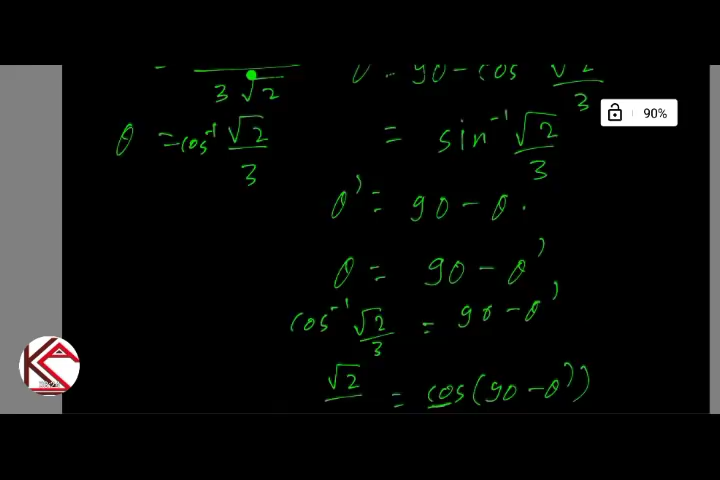 = 3√2
θ = 90 - cos⁻¹ √2/3
θ = cos⁻¹ √2/3
= sin⁻¹ √2/3
90%
θ' = 90 - θ.
θ = 90 - θ'
cos⁻¹ √2/3 = 90 - θ'
√2 = cos(90 - θ')